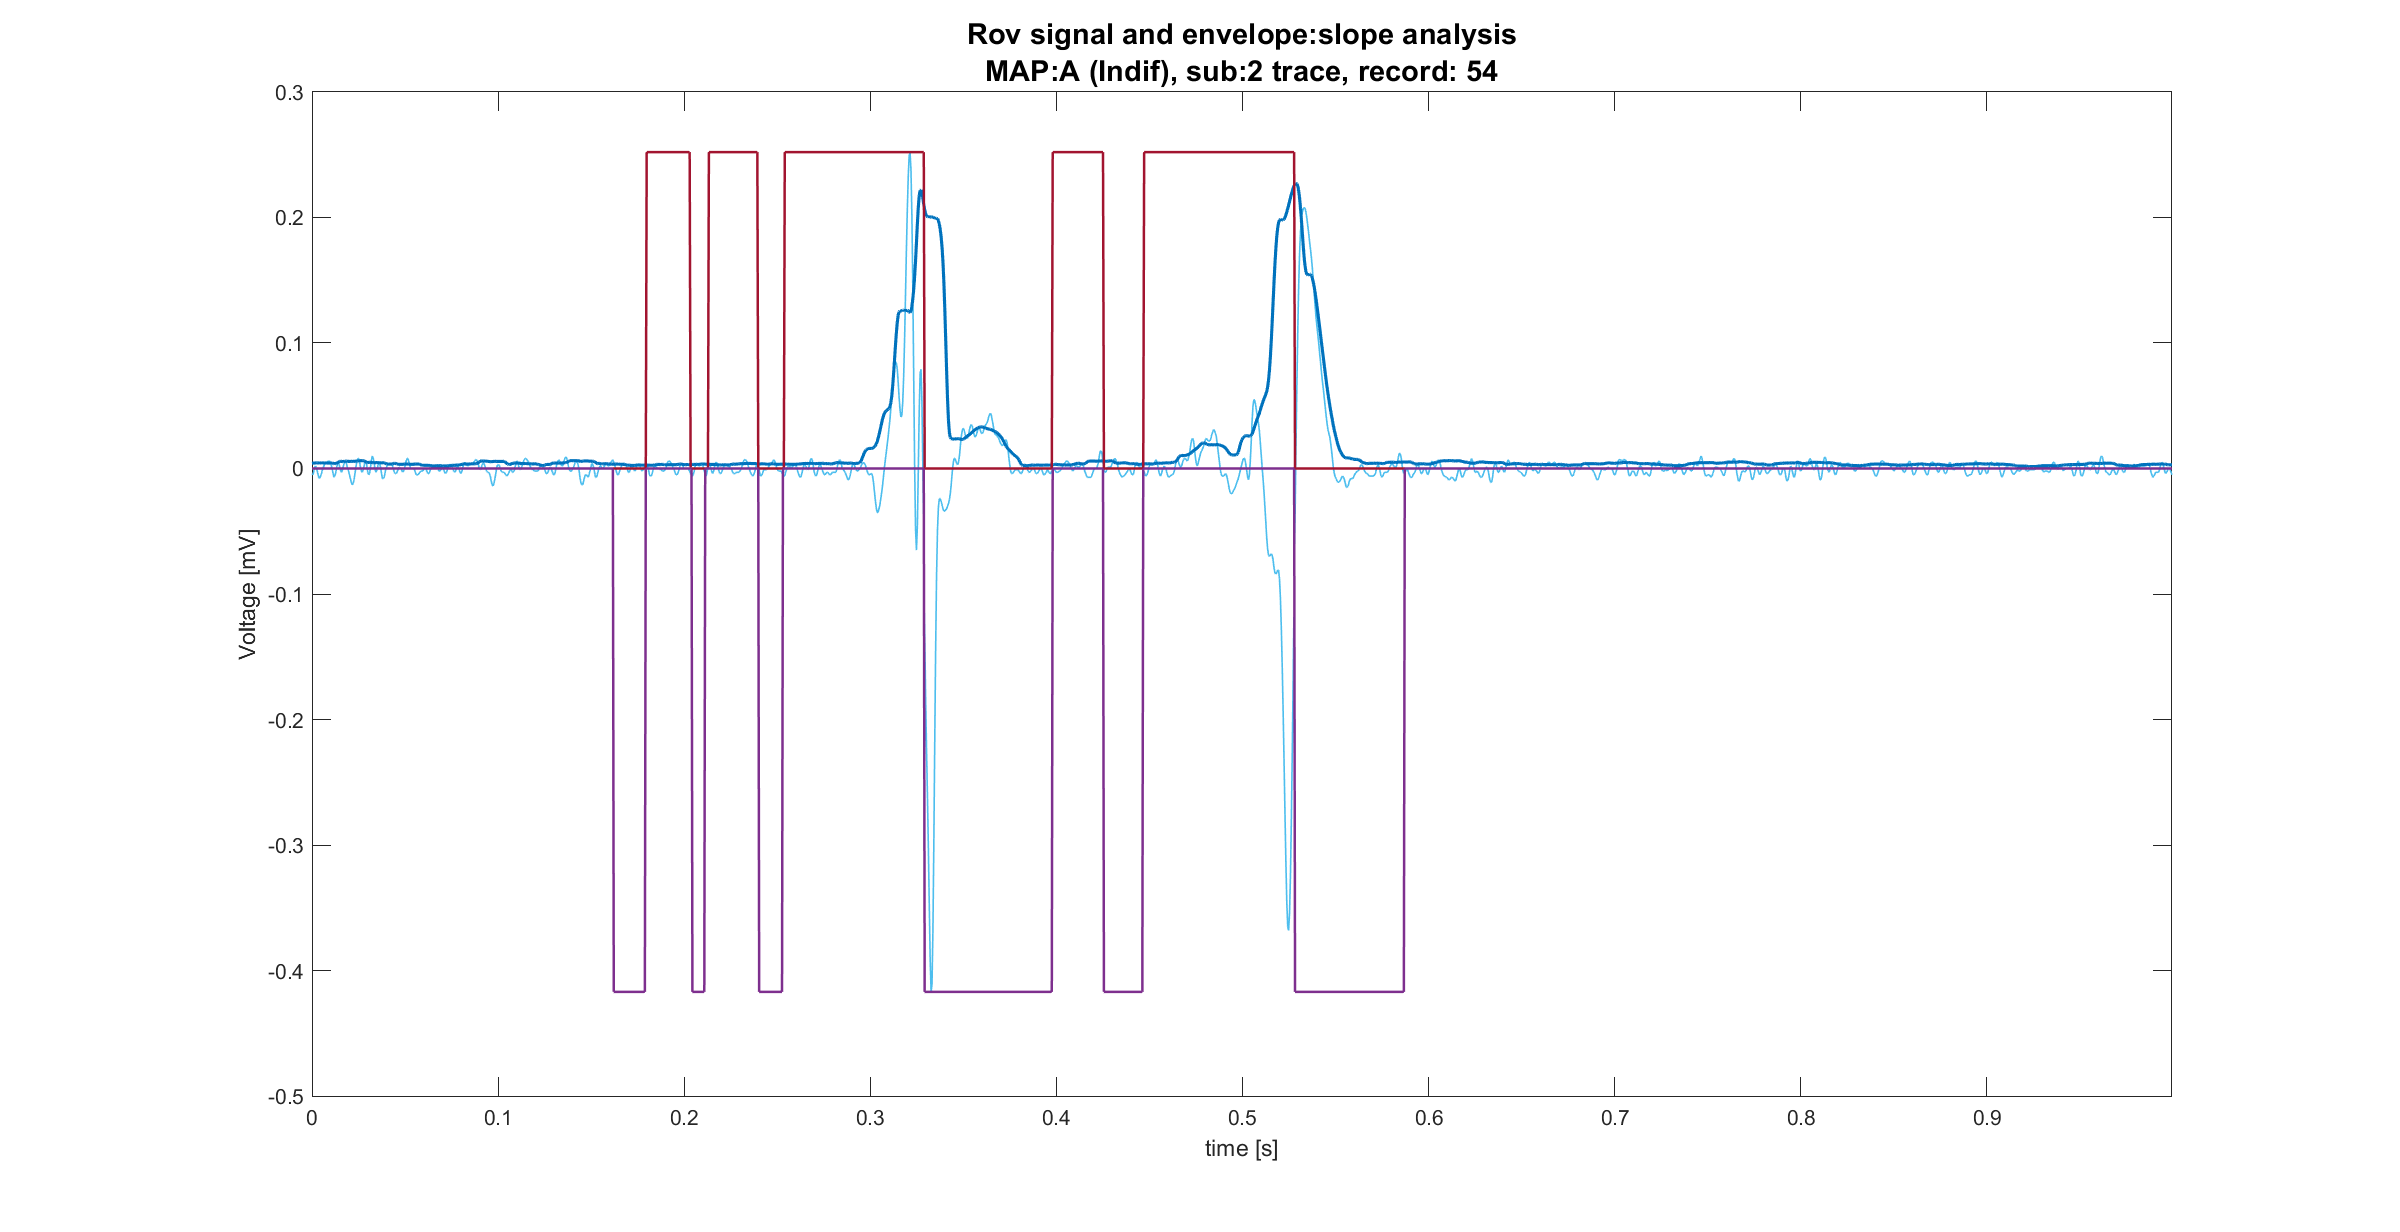 Rov signal and envelope:slope analysis
MAP:A (Indif), sub:2 trace, record: 54
0.3
0.2
0.1
0
-0.1
-0.2
-0.3
-0.4
-0.5
Voltage [mV]
0 0.1 0.2 0.3 0.4 0.5 0.6 0.7 0.8 0.9
time [s]